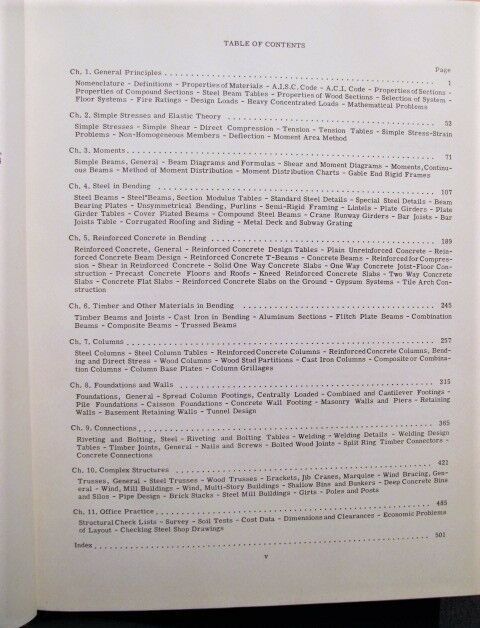 TABLE OF CONTENTS
Page
Ch. 1. General Principles . . . . . . . . . . 1
Nomenclature - Definitions - Properties of Materials - A.I.S.C. Code - A.C.I. Code - Properties of Sections -
Properties of Compound Sections - Steel Beam Tables - Properties of Wood Sections - Selection of System -
Floor Systems - Fire Ratings - Design Loads - Heavy Concentrated Loads - Mathematical Problems
Ch. 2. Simple Stresses and Elastic Theory . . . . . . . . . . 53
Simple Stresses - Simple Shear - Direct Compression - Tension - Tension Tables - Simple Stress-Strain
Problems - Non-Homogeneous Members - Deflection - Moment Area Method
Ch. 3. Moments . . . . . . . . . . 71
Simple Beams, General - Beam Diagrams and Formulas - Shear and Moment Diagrams - Moments, Continu-
ous Beams - Method of Moment Distribution - Moment Distribution Charts - Gable End Rigid Frames
Ch. 4. Steel in Bending . . . . . . . . . . 107
Steel Beams - Steel Beams, Section Modulus Tables - Standard Steel Details - Special Steel Details - Beam
Bearing Plates - Unsymmetrical Bending, Purlins - Semi-Rigid Framing - Lintels - Plate Girders - Plate
Girder Tables - Cover Plated Beams - Compound Steel Beams - Crane Runway Girders - Bar Joists - Bar
Joists Table - Corrugated Roofing and Siding - Metal Deck and Subway Grating
Ch. 5. Reinforced Concrete in Bending . . . . . . . . . . 189
Reinforced Concrete, General - Reinforced Concrete Design Tables - Plain Unreinforced Concrete - Rein-
forced Concrete Beam Design - Reinforced Concrete T-Beams - Concrete Beams - Reinforced for Compres-
sion - Shear in Reinforced Concrete - Solid One Way Concrete Slabs - One Way Concrete Joist-Floor Con-
struction - Precast Concrete Floors and Roofs - Kneed Reinforced Concrete Slabs - Two Way Concrete
Slabs - Concrete Flat Slabs - Reinforced Concrete Slabs on the Ground - Gypsum Systems - Tile Arch Con-
struction
Ch. 6. Timber and Other Materials in Bending . . . . . . . . . . 245
Timber Beams and Joists - Cast Iron in Bending - Aluminum Sections - Flitch Plate Beams - Combination
Beams - Composite Beams - Trussed Beams
Ch. 7. Columns . . . . . . . . . . 257
Steel Columns - Steel Column Tables - Reinforced Concrete Columns - Reinforced Concrete Columns, Bend-
ing and Direct Stress - Wood Columns - Wood Stud Partitions - Cast Iron Columns - Composite or Combina-
tion Columns - Column Base Plates - Column Grillages
Ch. 8. Foundations and Walls . . . . . . . . . . 315
Foundations, General - Spread Column Footings, Centrally Loaded - Combined and Cantilever Footings -
Pile Foundations - Caisson Foundations - Concrete Wall Footing - Masonry Walls and Piers - Retaining
Walls - Basement Retaining Walls - Tunnel Design
Ch. 9. Connections . . . . . . . . . . 365
Riveting and Bolting, Steel - Riveting and Bolting Tables - Welding - Welding Details - Welding Design
Tables - Timber Joints, General - Nails and Screws - Bolted Wood Joints - Split Ring Timber Connectors -
Concrete Connections
Ch. 10. Complex Structures . . . . . . . . . . 421
Trusses, General - Steel Trusses - Wood Trusses - Brackets, Jib Cranes, Marquise - Wind Bracing, Gen-
eral - Wind, Mill Buildings - Wind, Multi-Story Buildings - Shallow Bins and Bunkers - Deep Concrete Bins
and Silos - Pipe Design - Brick Stacks - Steel Mill Buildings - Girts - Poles and Posts
Ch. 11. Office Practice . . . . . . . . . . 485
Structural Check Lists - Survey - Soil Tests - Cost Data - Dimensions and Clearances - Economic Problems
of Layout - Checking Steel Shop Drawings
Index . . . . . . . . . . 501
v